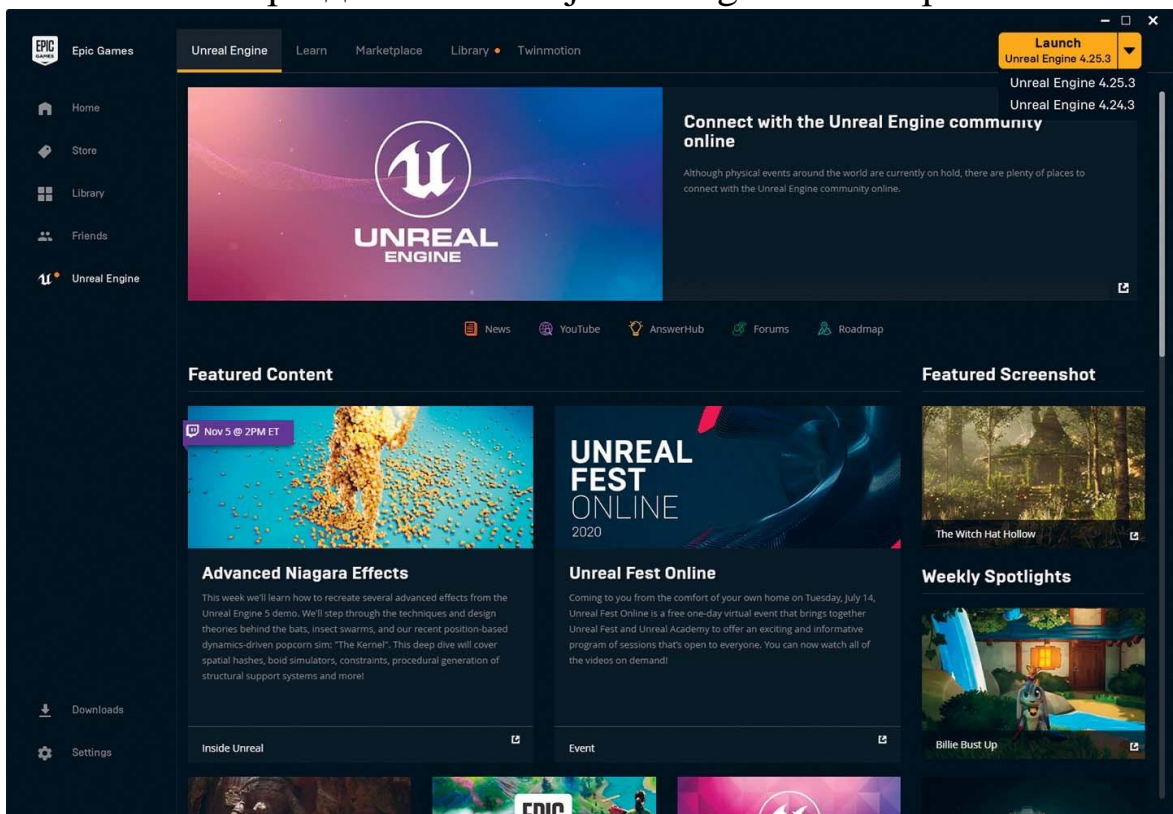 EPIC
GAMES
Epic Games
Unreal Engine
Learn
Marketplace
Library
Twinmotion
Launch
Unreal Engine 4.25.3
Unreal Engine 4.25.3
Unreal Engine 4.24.3
Home
Store
Library
Friends
Unreal Engine
UNREAL
ENGINE
Connect with the Unreal Engine community
online
Although physical events around the world are currently on hold, there are plenty of places to
connect with the Unreal Engine community online.
News
YouTube
AnswerHub
Forums
Roadmap
Featured Content
Nov 5 @ 2PM ET
Advanced Niagara Effects
This week we'll learn how to recreate several advanced effects from the
Unreal Engine 5 demo. We'll step through the techniques and design
theories behind the bats, insect swarms, and our recent position-based
dynamics-driven popcorn sim: "The Kernel". This deep dive will cover
spatial hashes, boid simulators, constraints, procedural generation of
structural support systems and more!
Inside Unreal
UNREAL
FEST
ONLINE
2020
Unreal Fest Online
Coming to you from the comfort of your own home on Tuesday, July 14,
Unreal Fest Online is a free one-day virtual event that brings together
Unreal Fest and Unreal Academy to offer an exciting and informative
program of sessions that's open to everyone. You can now watch all of
the videos on demand!
Event
Featured Screenshot
The Witch Hat Hollow
Weekly Spotlights
Billie Bust Up
Downloads
Settings
EPIC